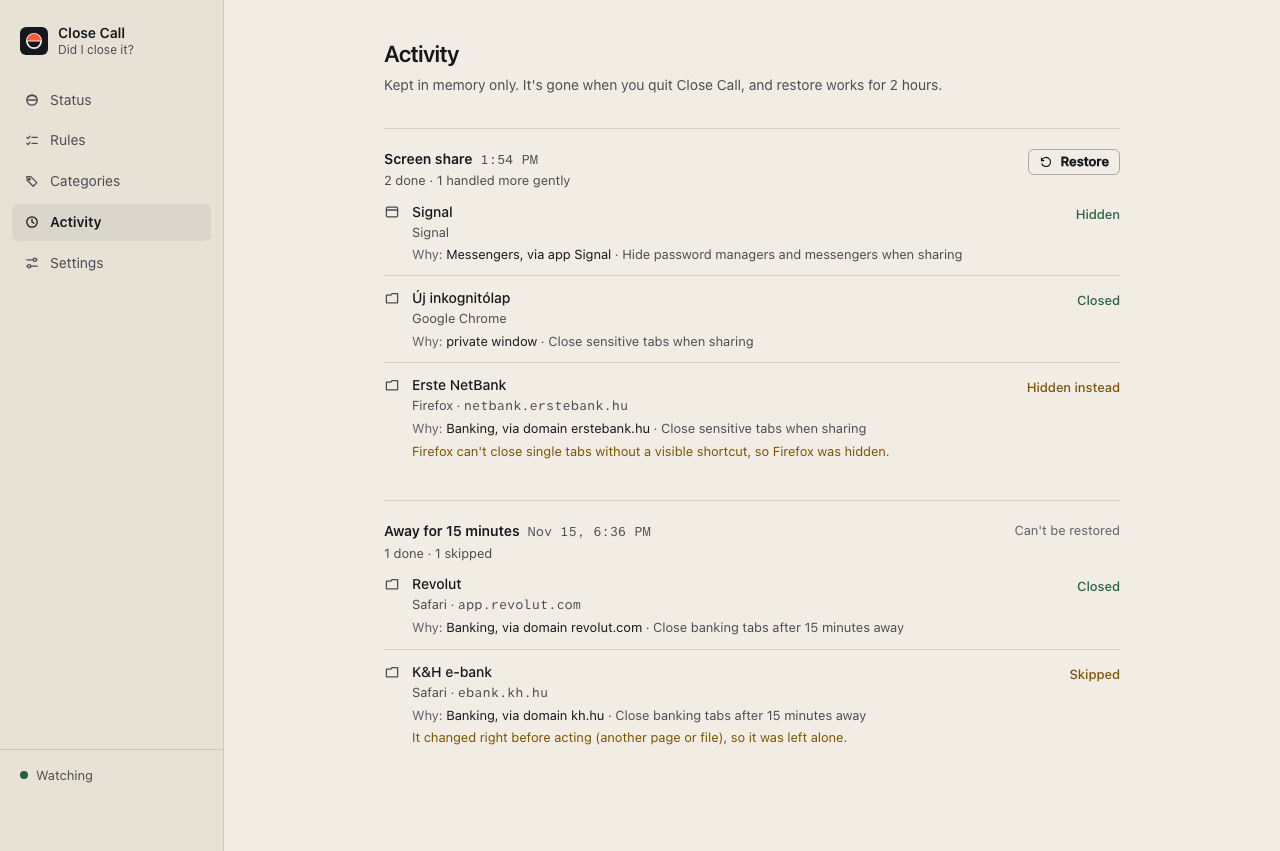 Close Call
Did I close it?
Status
Rules
Categories
Activity
Settings
Watching
Activity
Kept in memory only. It's gone when you quit Close Call, and restore works for 2 hours.
Screen share 1:54 PM
Restore
2 done · 1 handled more gently
Signal
Hidden
Signal
Why: Messengers, via app Signal · Hide password managers and messengers when sharing
Új inkognitólap
Closed
Google Chrome
Why: private window · Close sensitive tabs when sharing
Erste NetBank
Hidden instead
Firefox · netbank.erstebank.hu
Why: Banking, via domain erstebank.hu · Close sensitive tabs when sharing
Firefox can't close single tabs without a visible shortcut, so Firefox was hidden.
Away for 15 minutes Nov 15, 6:36 PM
Can't be restored
1 done · 1 skipped
Revolut
Closed
Safari · app.revolut.com
Why: Banking, via domain revolut.com · Close banking tabs after 15 minutes away
K&H e-bank
Skipped
Safari · ebank.kh.hu
Why: Banking, via domain kh.hu · Close banking tabs after 15 minutes away
It changed right before acting (another page or file), so it was left alone.